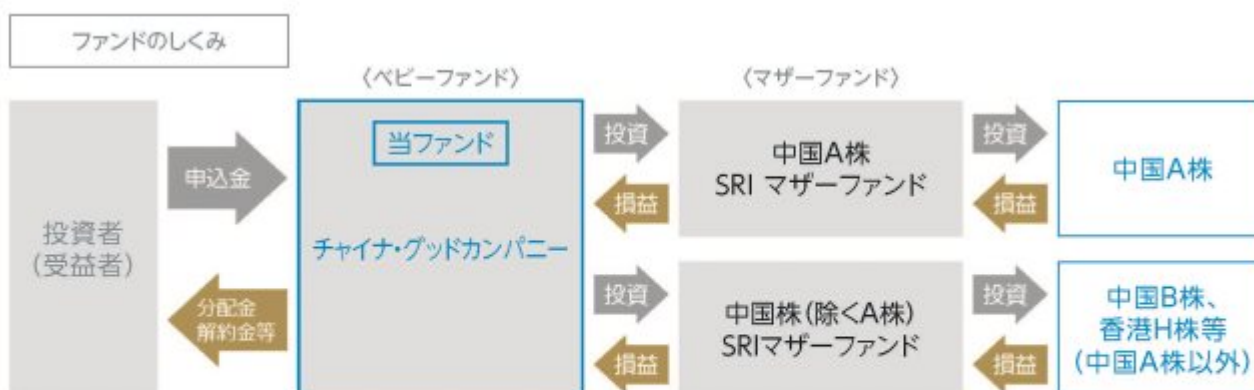 ファンドのしくみ
〈ベビーファンド〉
〈マザーファンド〉
投資者
(受益者)
申込金
分配金
解約金等
当ファンド
チャイナ・グッドカンパニー
投資
損益
中国A株
SRI マザーファンド
投資
損益
中国A株
投資
損益
中国株(除くA株)
SRIマザーファンド
投資
損益
中国B株、
香港H株等
(中国A株以外)